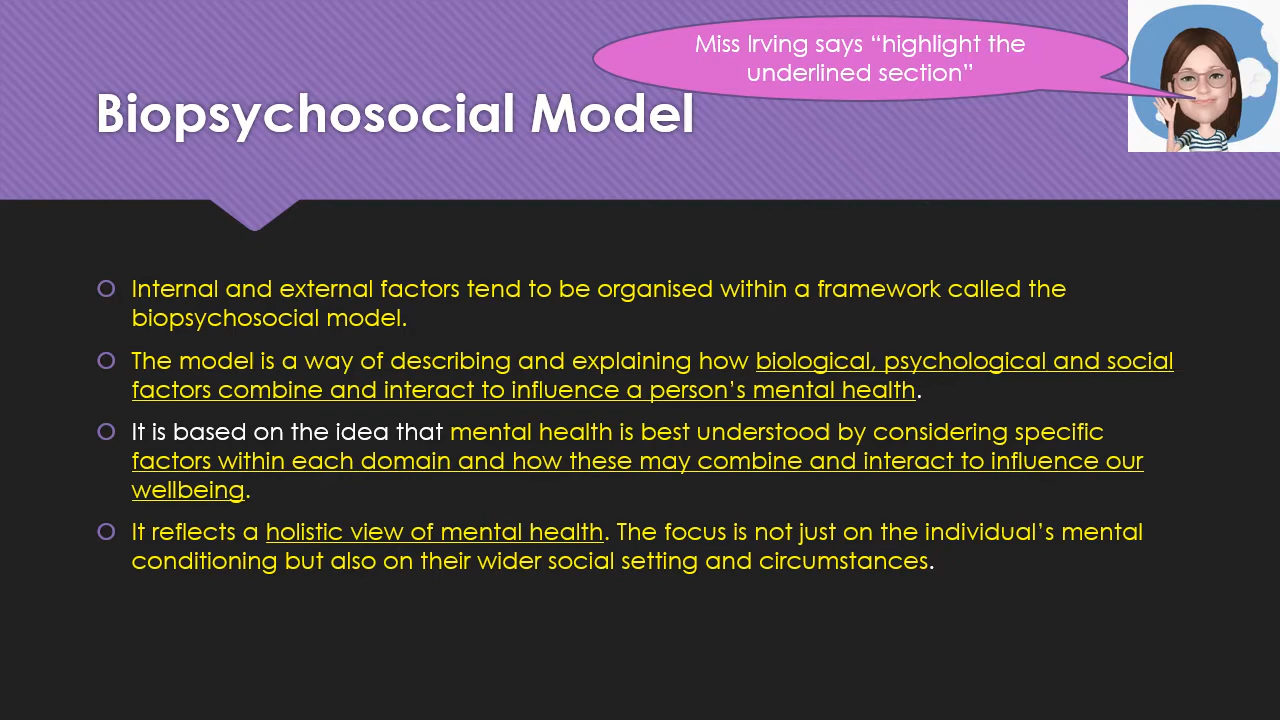 Miss Irving says “highlight the
underlined section”
Biopsychosocial Model
Internal and external factors tend to be organised within a framework called the
biopsychosocial model.
The model is a way of describing and explaining how biological, psychological and social
factors combine and interact to influence a person’s mental health.
It is based on the idea that mental health is best understood by considering specific
factors within each domain and how these may combine and interact to influence our
wellbeing.
It reflects a holistic view of mental health. The focus is not just on the individual’s mental
conditioning but also on their wider social setting and circumstances.